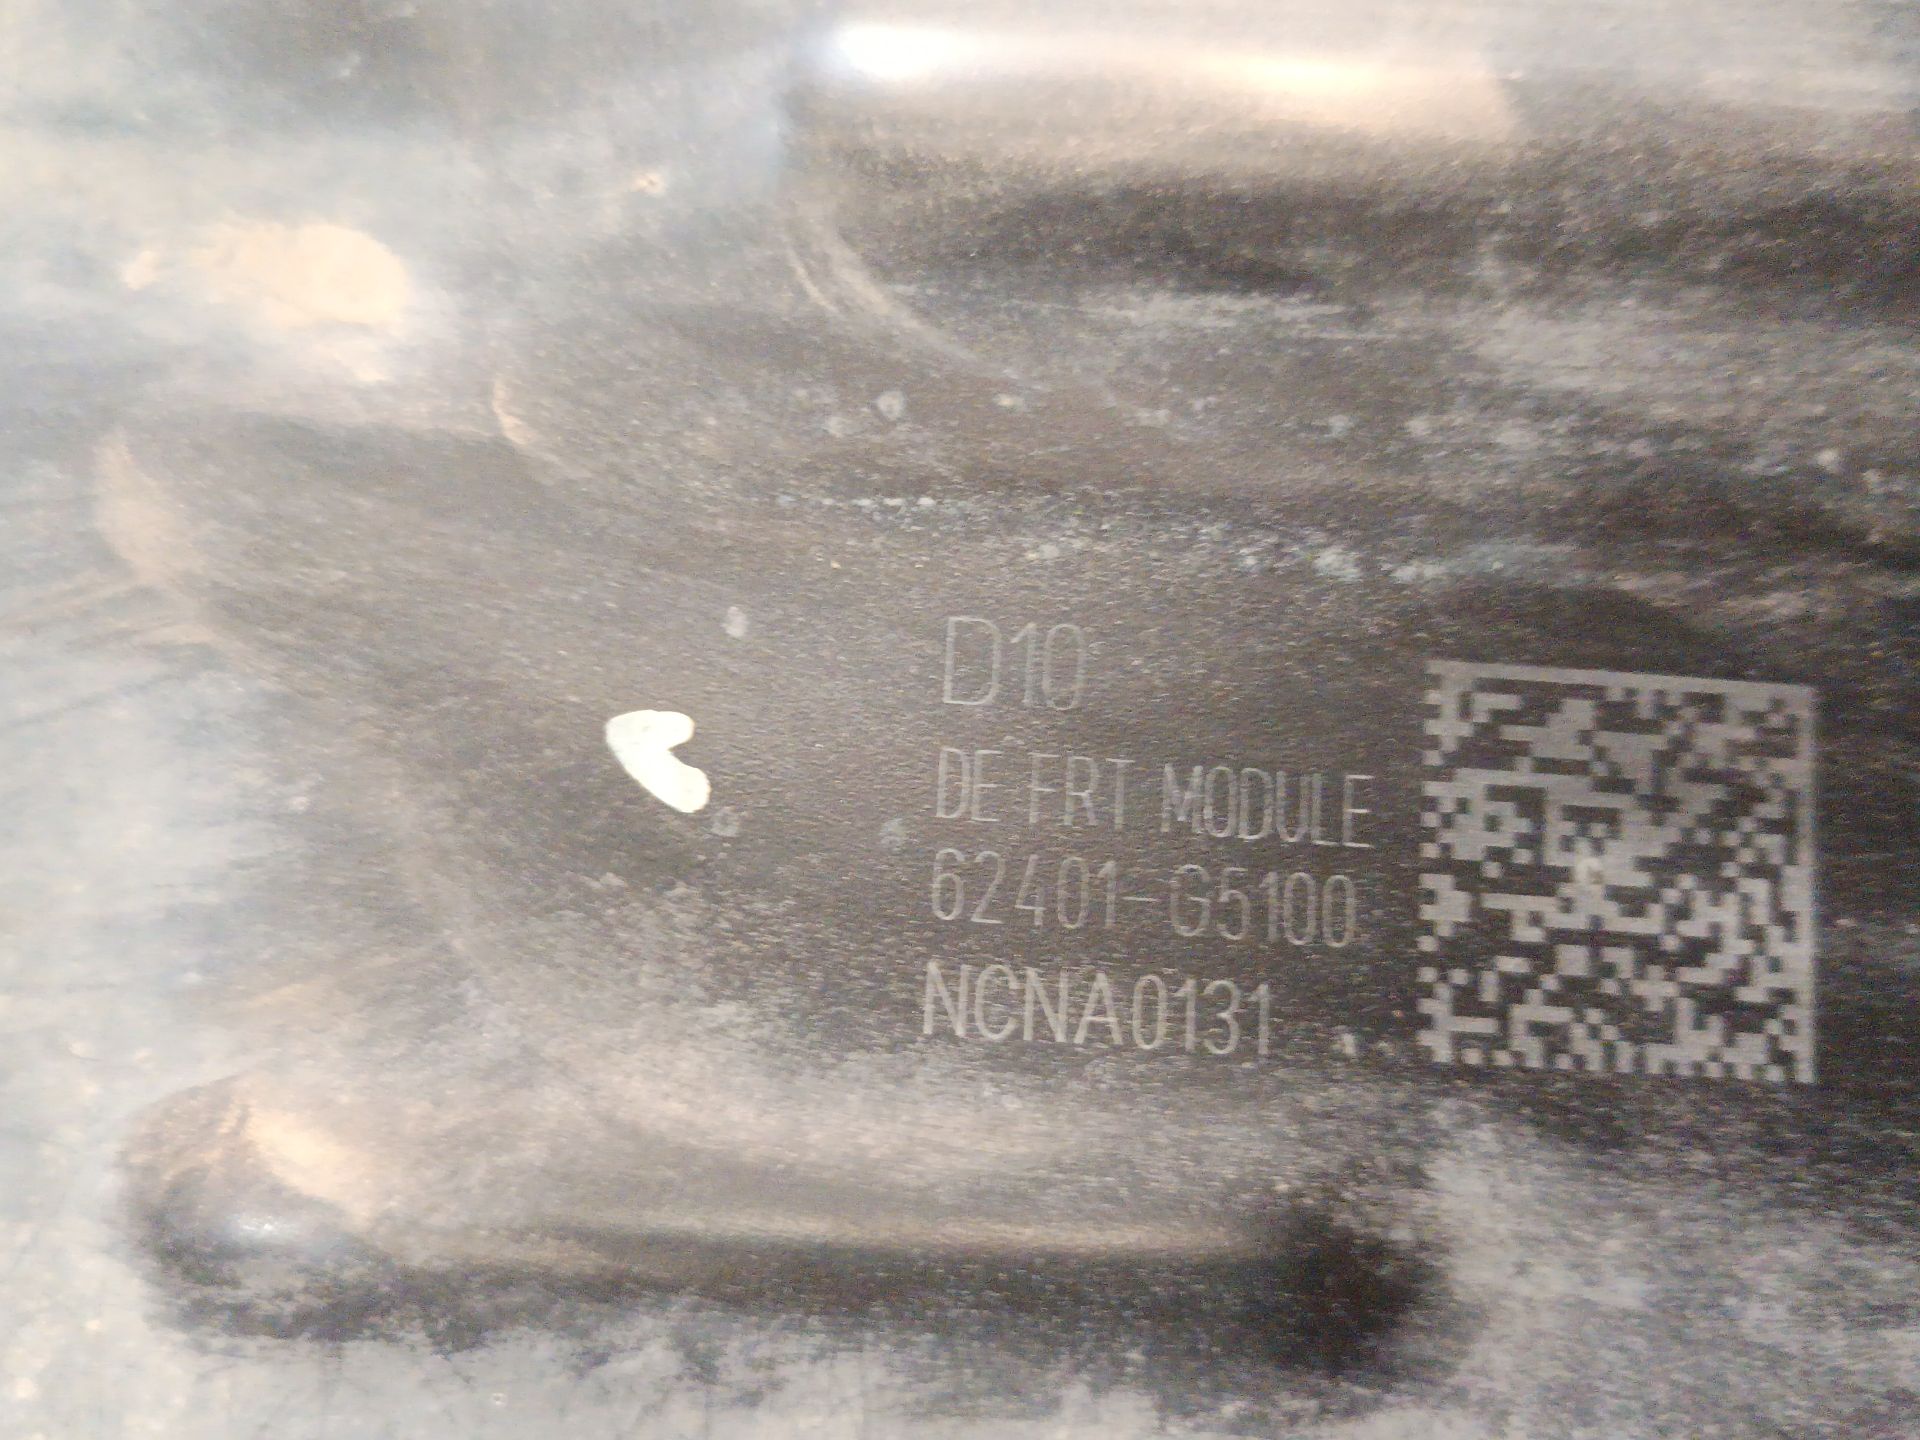 D10
DE FRT MODULE
62401-G5100
NCNA0131